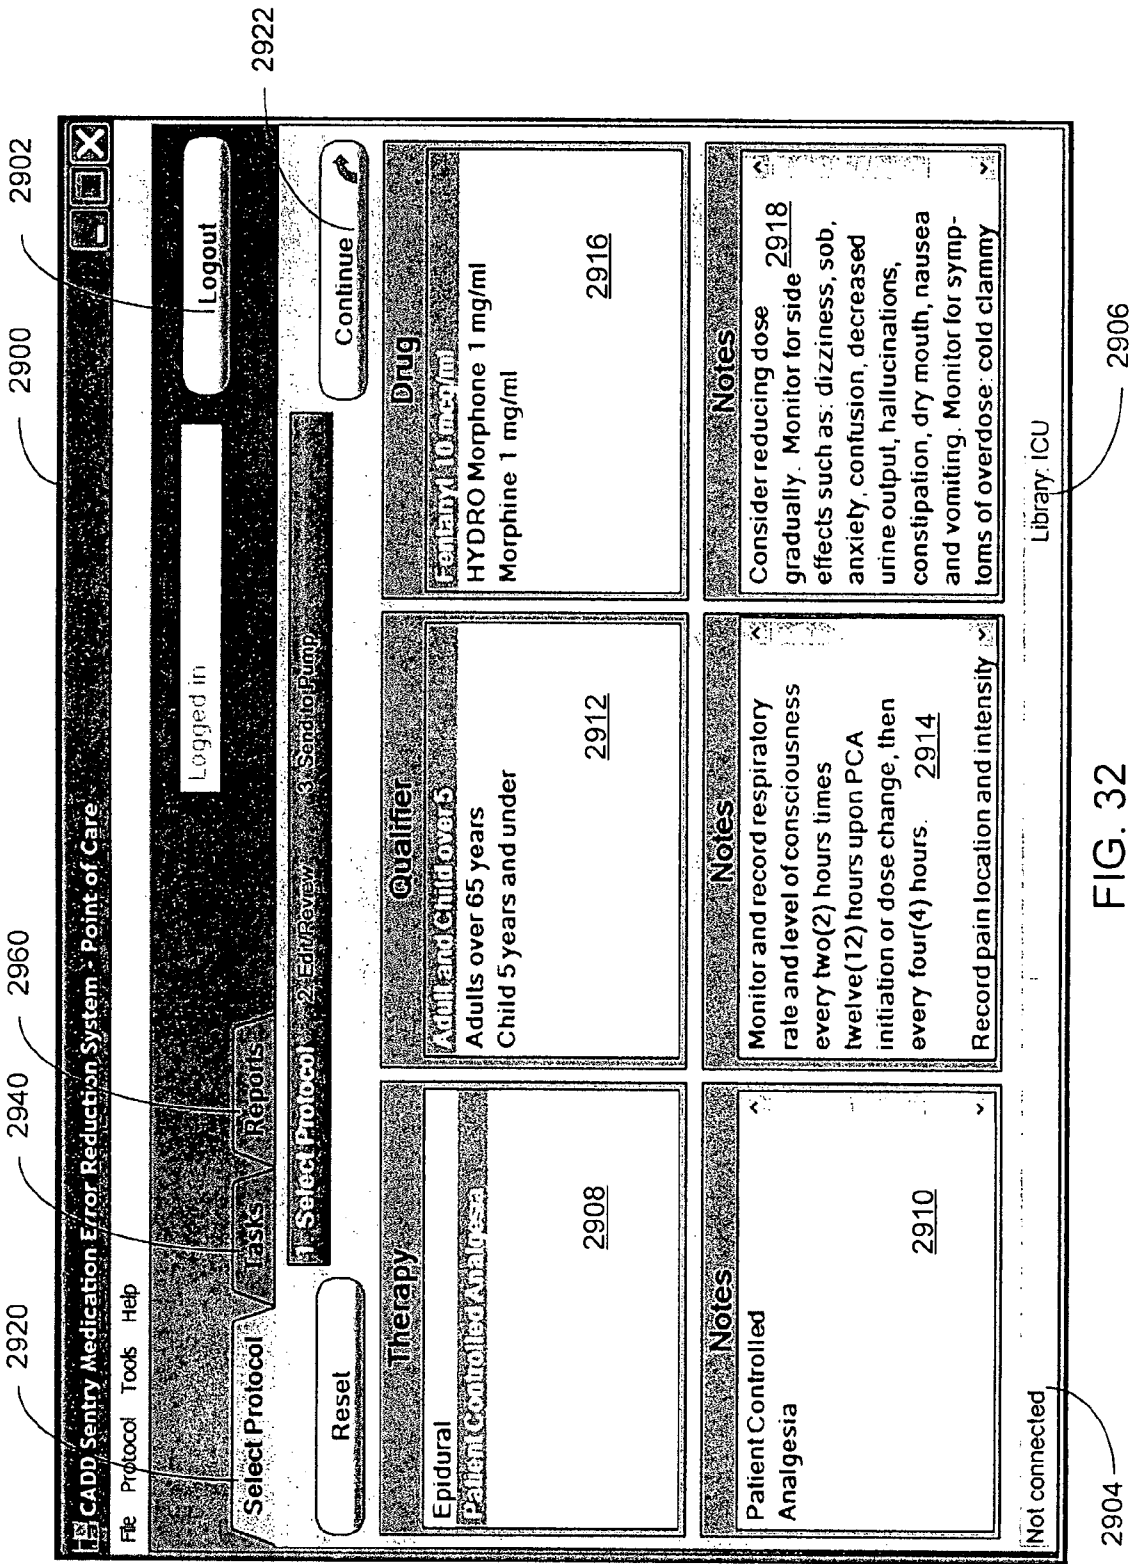 2900
2902
2920
2940
2960
CADD Sentry Medication Error Reduction System - Point of Care
File Protocol Tools Help
Logged in
Logout
Select Protocol
Tasks
Reports
2922
Reset
1. Select Protocol
2. Edit/Review
3. Send to Pump
Continue
Therapy
Epidural
Patient Controlled Analgesa
2908
Qualifier
Adult and Child over 5
Adults over 65 years
Child 5 years and under
2912
Drug
Fentanyl 10 mcg/ml
HYDRO Morphone 1 mg/ml
Morphine 1 mg/ml
2916
Notes
Patient Controlled
Analgesia
2910
Notes
Monitor and record respiratory
rate and level of consciousness
every two(2) hours times
twelve(12) hours upon PCA
initiation or dose change, then
every four(4) hours. 2914
Record pain location and intensity
Notes
Consider reducing dose
gradually. Monitor for side 2918
effects such as: dizziness, sob,
anxiety, confusion, decreased
urine output, hallucinations,
constipation, dry mouth, nausea
and vomiting. Monitor for symp-
toms of overdose: cold clammy
Not connected
Library: ICU
2904
2906
FIG. 32